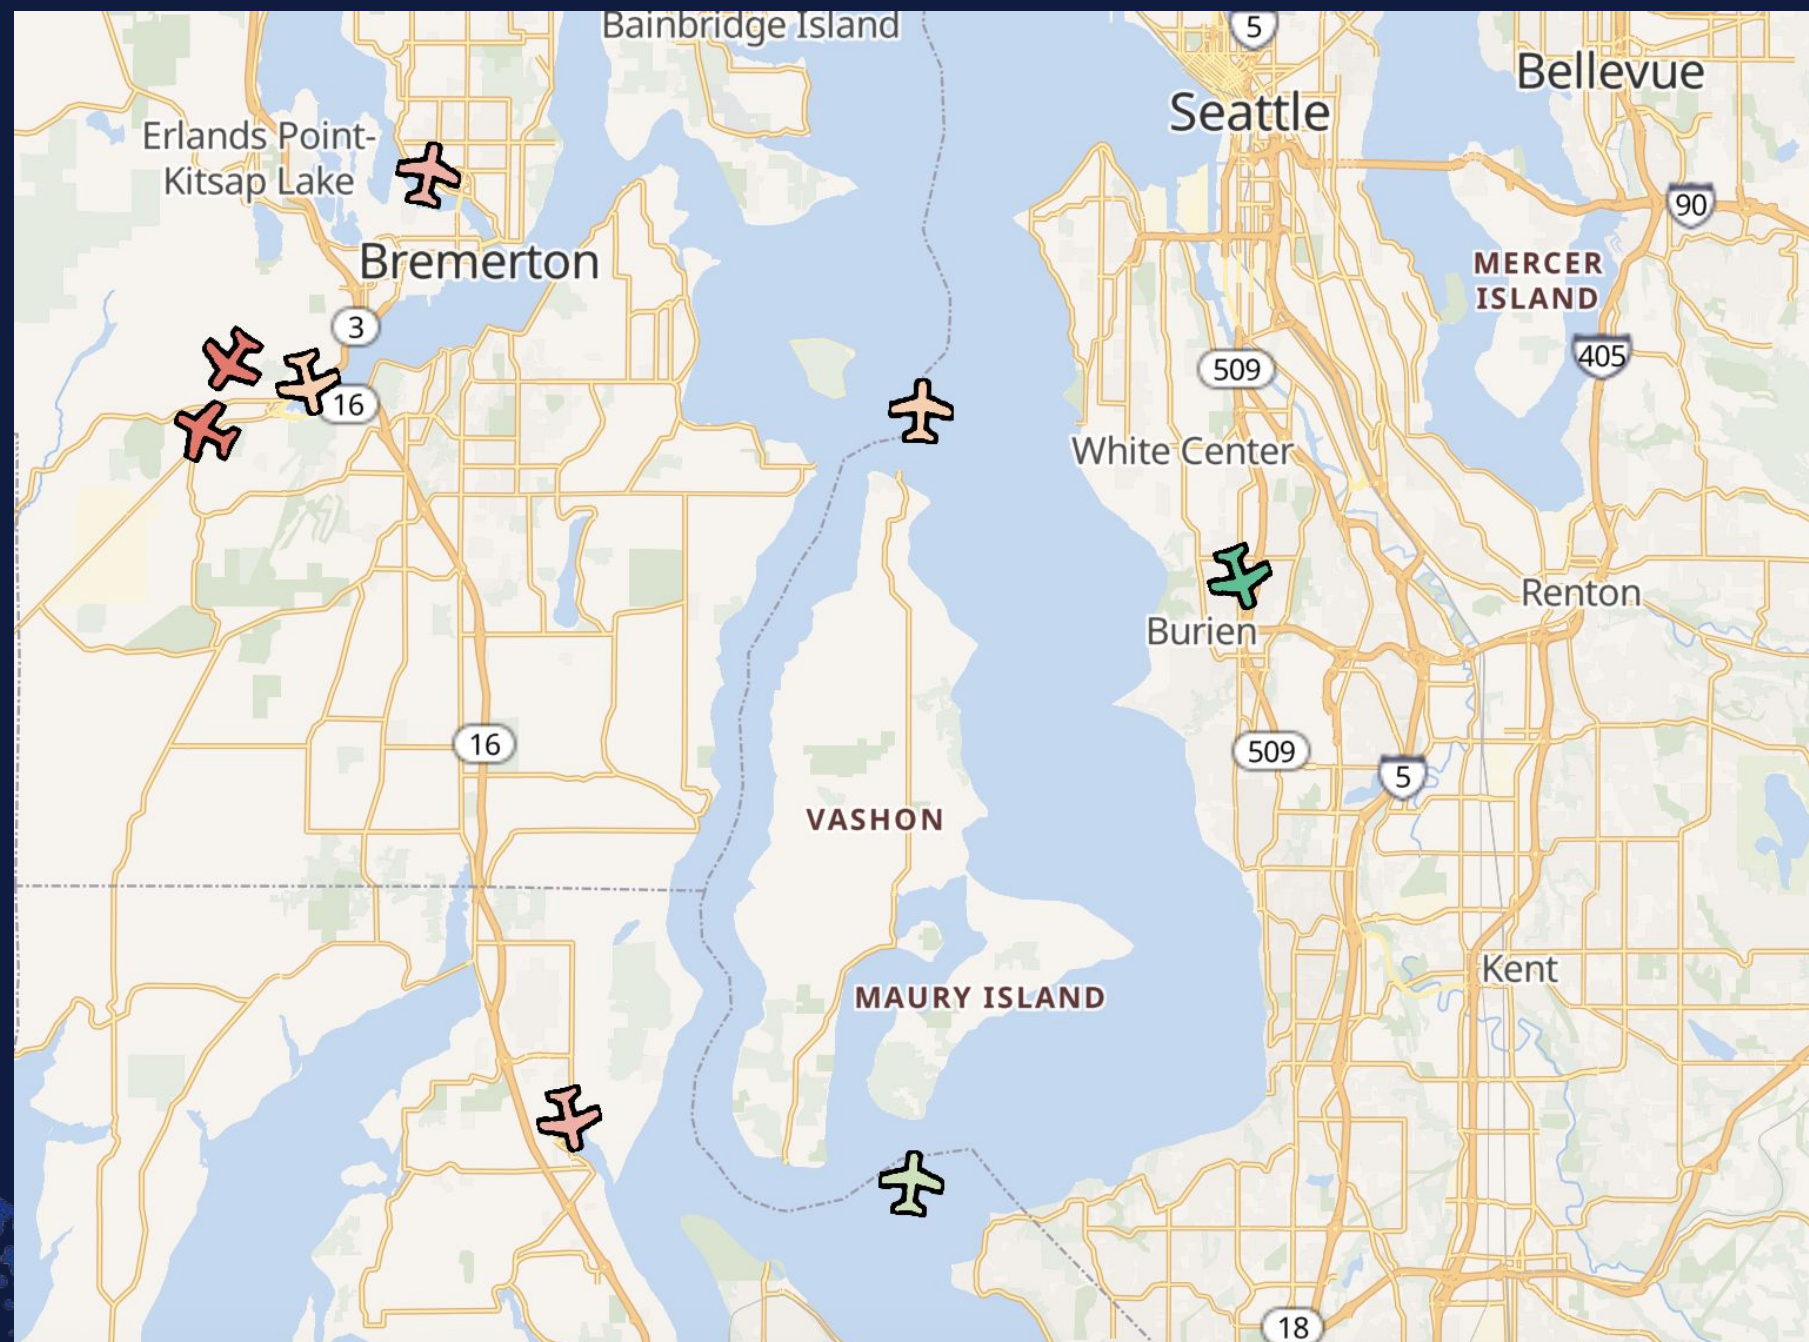 Bainbridge Island
5
Seattle
Bellevue
Erlands Point-
Kitsap Lake
90
Bremerton
MERCER
ISLAND
3
405
509
16
White Center
Renton
Burien
16
509
5
VASHON
Kent
MAURY ISLAND
18